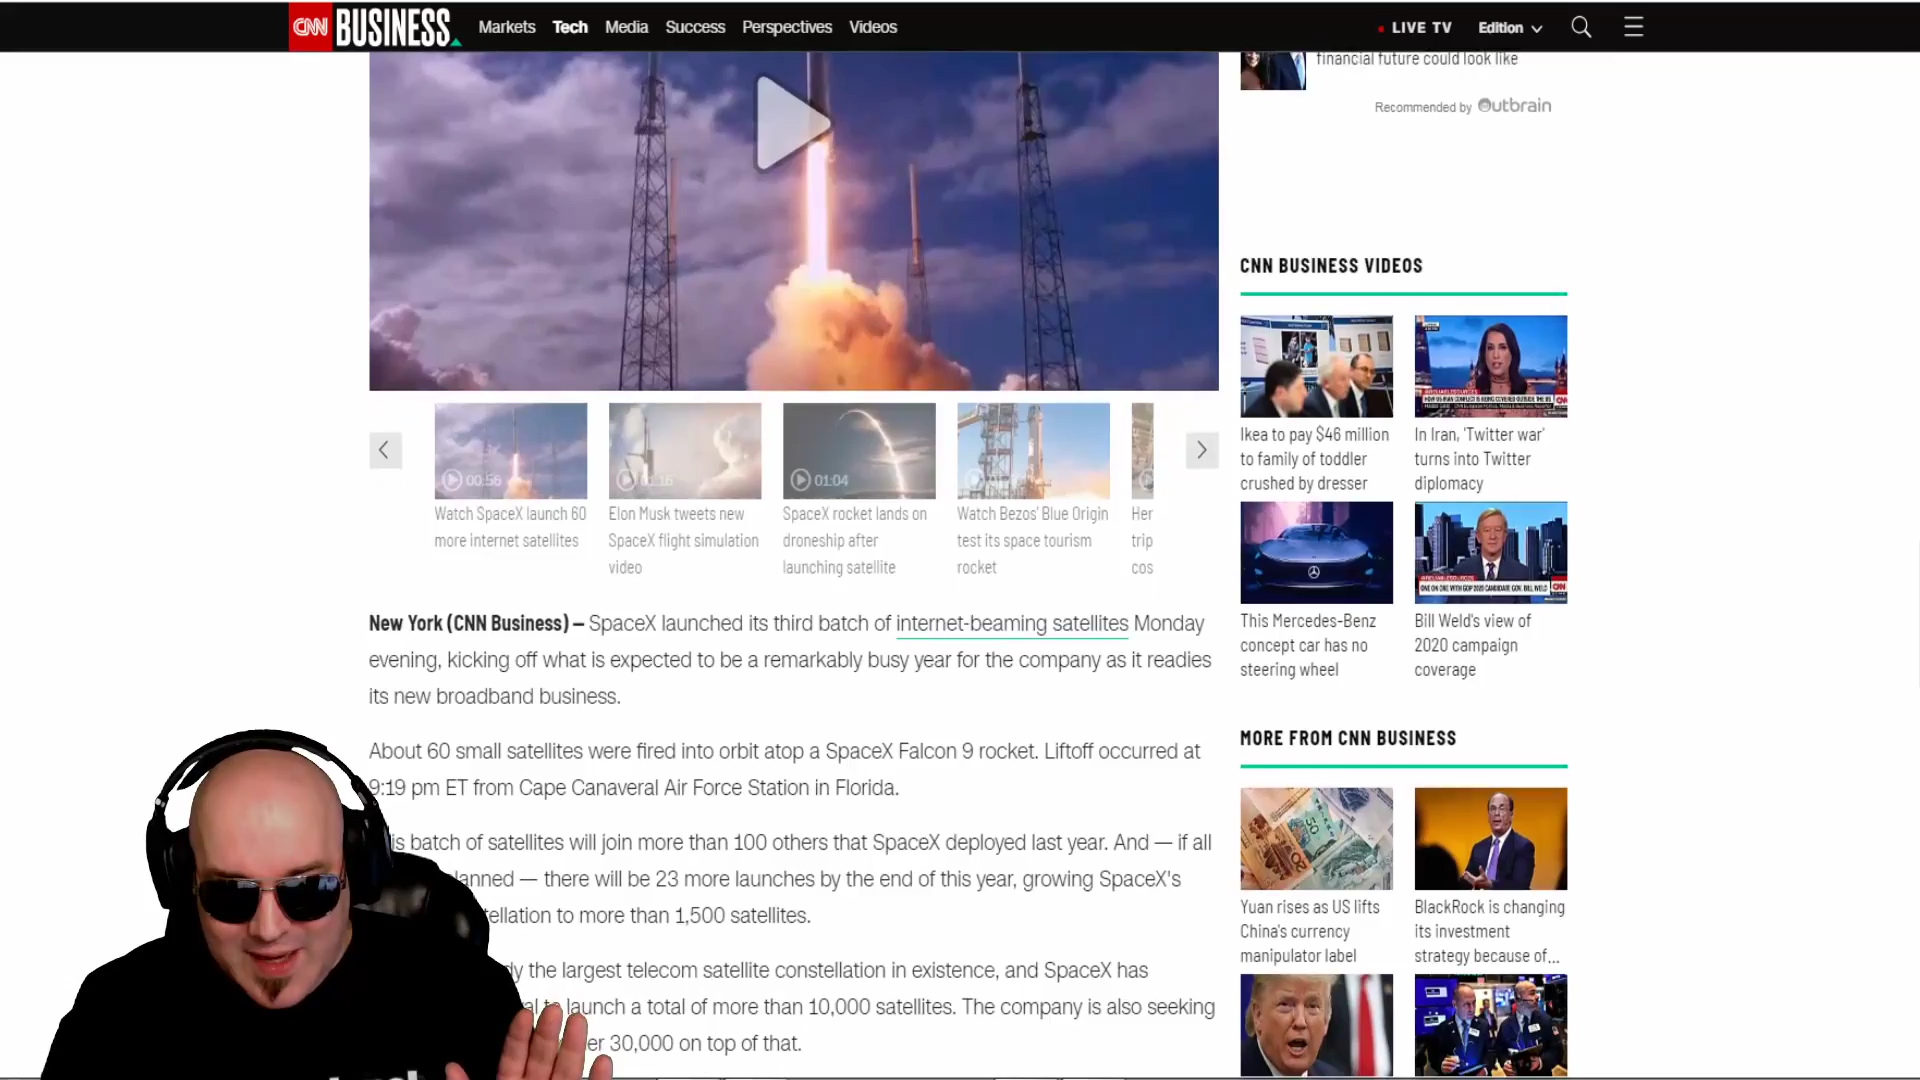 CNN BUSINESS Markets Tech Media Success Perspectives Videos LIVE TV Edition
financial future could look like
Recommended by Outbrain
CNN BUSINESS VIDEOS
Ikea to pay $46 million
to family of toddler
crushed by dresser
In Iran, 'Twitter war'
turns into Twitter
diplomacy
This Mercedes-Benz
concept car has no
steering wheel
Bill Weld's view of
2020 campaign
coverage
00:56
Watch SpaceX launch 60
more internet satellites
Elon Musk tweets new
SpaceX flight simulation
video
01:04
SpaceX rocket lands on
droneship after
launching satellite
Watch Bezos' Blue Origin
test its space tourism
rocket
Her
trip
cos
New York (CNN Business) — SpaceX launched its third batch of internet-beaming satellites Monday
evening, kicking off what is expected to be a remarkably busy year for the company as it readies
its new broadband business.
About 60 small satellites were fired into orbit atop a SpaceX Falcon 9 rocket. Liftoff occurred at
9:19 pm ET from Cape Canaveral Air Force Station in Florida.
is batch of satellites will join more than 100 others that SpaceX deployed last year. And — if all
anned — there will be 23 more launches by the end of this year, growing SpaceX's
tellation to more than 1,500 satellites.
dy the largest telecom satellite constellation in existence, and SpaceX has
al to launch a total of more than 10,000 satellites. The company is also seeking
er 30,000 on top of that.
MORE FROM CNN BUSINESS
Yuan rises as US lifts
China's currency
manipulator label
BlackRock is changing
its investment
strategy because of...